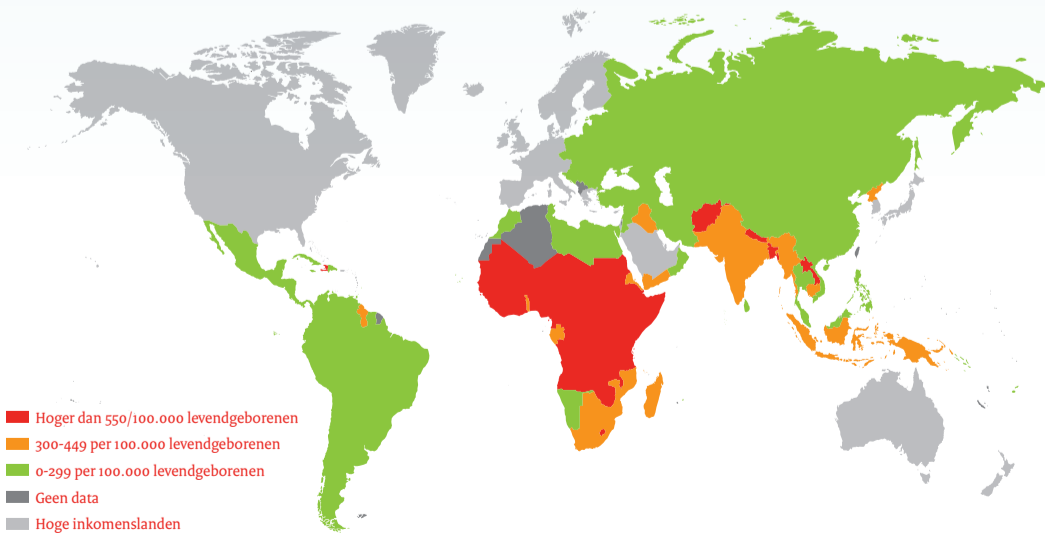 Hoger dan 550/100.000 levendgeborenen
300-449 per 100.000 levendgeborenen
0-299 per 100.000 levendgeborenen
Geen data
Hoge inkomenslanden